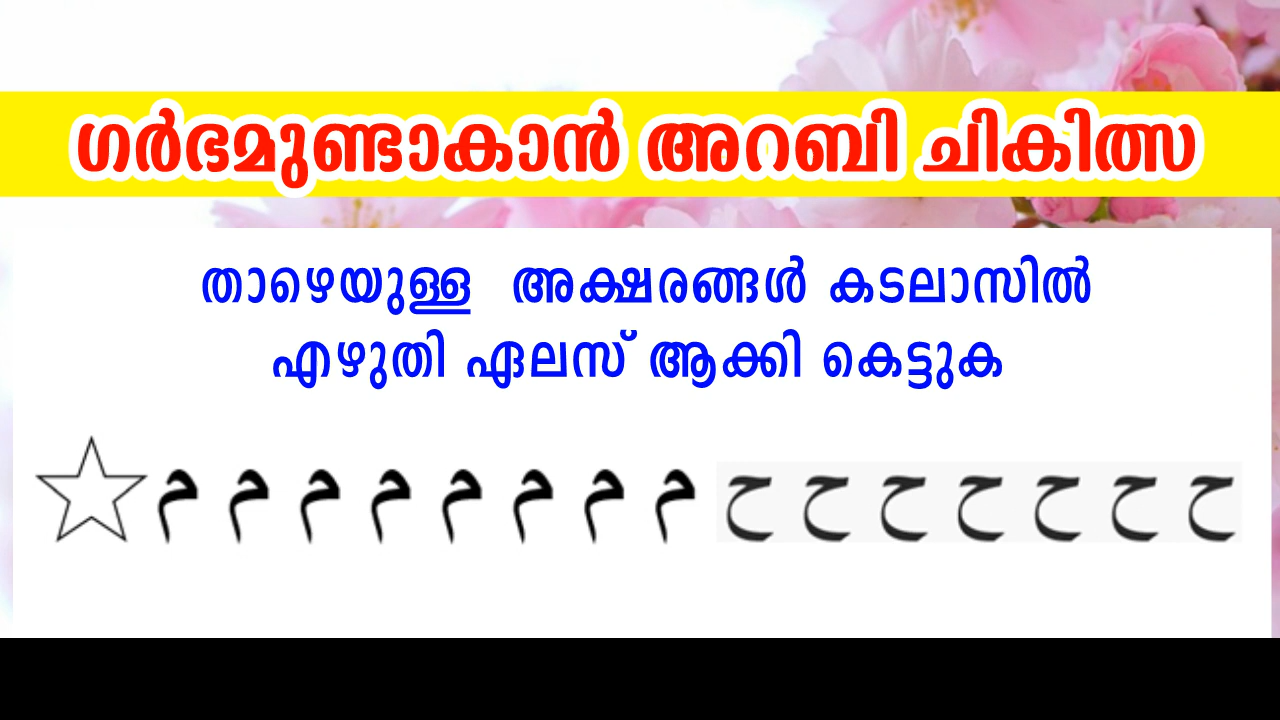 ഗർഭമുണ്ടാകാൻ അറബി ചികിത്സ
താഴെയുള്ള അക്ഷരങ്ങൾ കടലാസിൽ
എഴുതി ഏലസ് ആക്കി കെട്ടുക
ح ح ح ح ح ح ح م م م م م م م م ☆